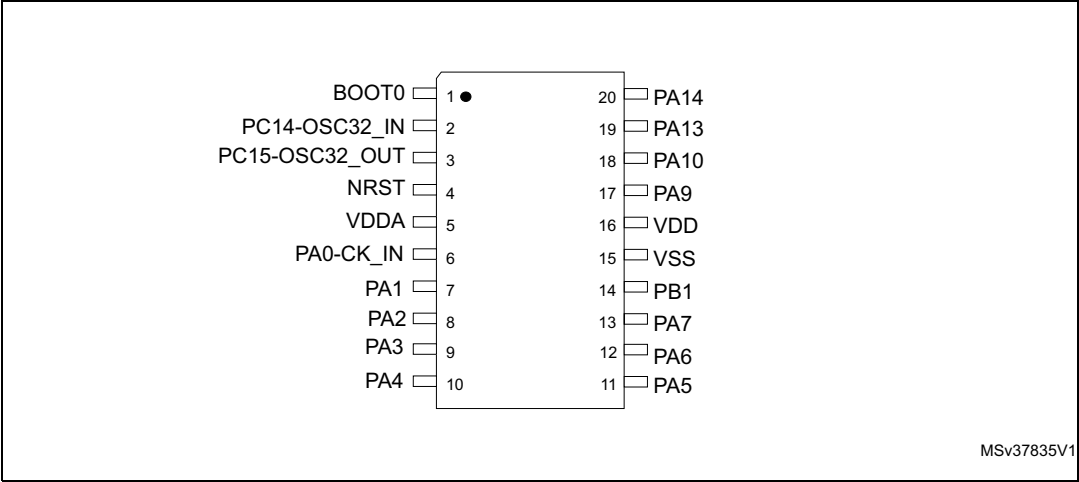 BOOT0 1 20 PA14
PC14-OSC32_IN 2 19 PA13
PC15-OSC32_OUT 3 18 PA10
NRST 4 17 PA9
VDDA 5 16 VDD
PA0-CK_IN 6 15 VSS
PA1 7 14 PB1
PA2 8 13 PA7
PA3 9 12 PA6
PA4 10 11 PA5
MSv37835V1